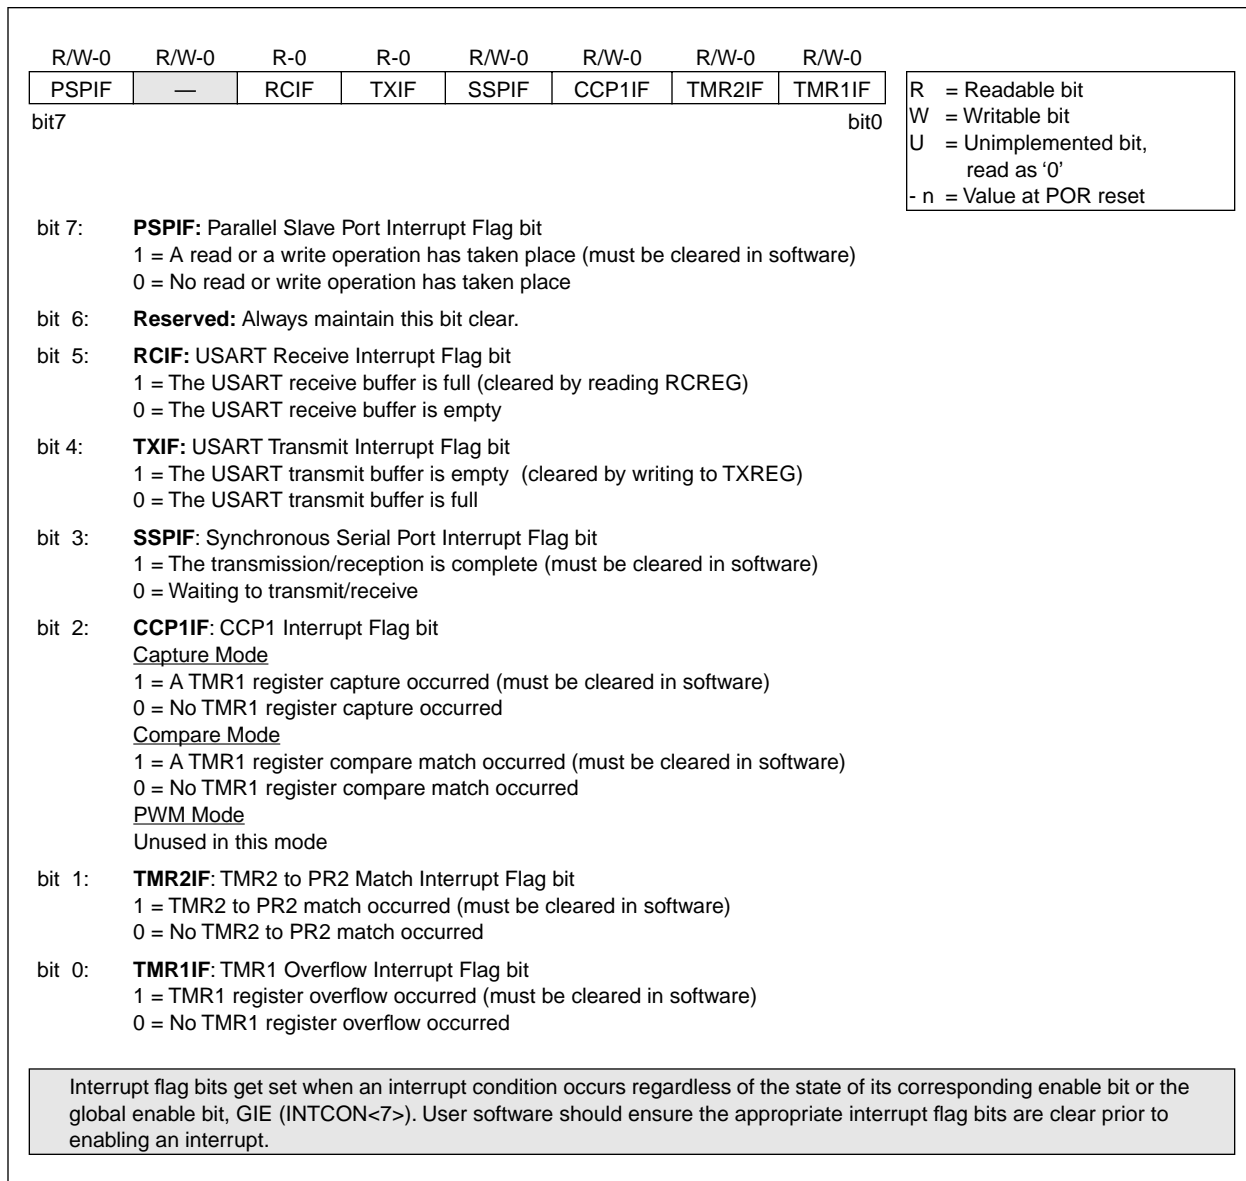 R/W-0 R/W-0 R-0 R-0 R/W-0 R/W-0 R/W-0 R/W-0
PSPIF — RCIF TXIF SSPIF CCP1IF TMR2IF TMR1IF
bit7 bit0
R = Readable bit
W = Writable bit
U = Unimplemented bit,
read as ‘0’
- n = Value at POR reset
bit 7: PSPIF: Parallel Slave Port Interrupt Flag bit
1 = A read or a write operation has taken place (must be cleared in software)
0 = No read or write operation has taken place
bit 6: Reserved: Always maintain this bit clear.
bit 5: RCIF: USART Receive Interrupt Flag bit
1 = The USART receive buffer is full (cleared by reading RCREG)
0 = The USART receive buffer is empty
bit 4: TXIF: USART Transmit Interrupt Flag bit
1 = The USART transmit buffer is empty (cleared by writing to TXREG)
0 = The USART transmit buffer is full
bit 3: SSPIF: Synchronous Serial Port Interrupt Flag bit
1 = The transmission/reception is complete (must be cleared in software)
0 = Waiting to transmit/receive
bit 2: CCP1IF: CCP1 Interrupt Flag bit
Capture Mode
1 = A TMR1 register capture occurred (must be cleared in software)
0 = No TMR1 register capture occurred
Compare Mode
1 = A TMR1 register compare match occurred (must be cleared in software)
0 = No TMR1 register compare match occurred
PWM Mode
Unused in this mode
bit 1: TMR2IF: TMR2 to PR2 Match Interrupt Flag bit
1 = TMR2 to PR2 match occurred (must be cleared in software)
0 = No TMR2 to PR2 match occurred
bit 0: TMR1IF: TMR1 Overflow Interrupt Flag bit
1 = TMR1 register overflow occurred (must be cleared in software)
0 = No TMR1 register overflow occurred
Interrupt flag bits get set when an interrupt condition occurs regardless of the state of its corresponding enable bit or the
global enable bit, GIE (INTCON<7>). User software should ensure the appropriate interrupt flag bits are clear prior to
enabling an interrupt.